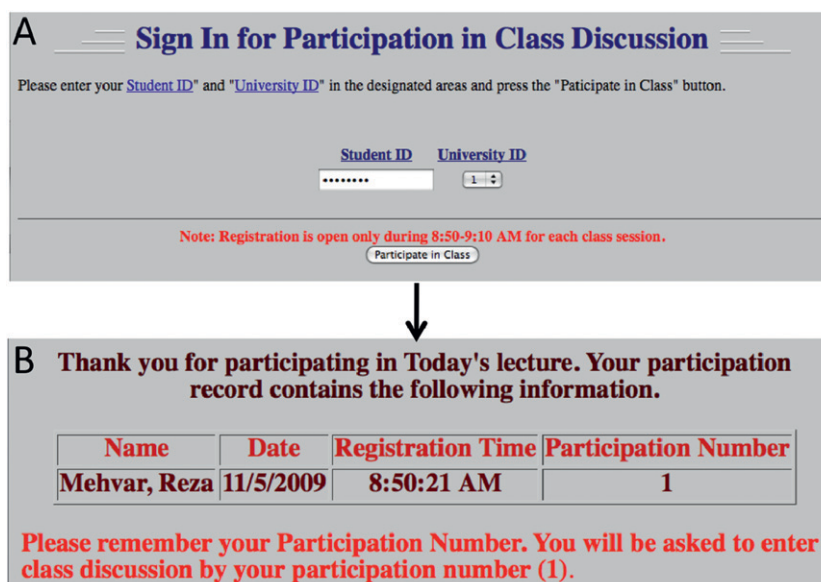 A
Sign In for Participation in Class Discussion
Please enter your Student ID" and "University ID" in the designated areas and press the "Paticipate in Class" button.
Student ID University ID
•••••••• 1
Note: Registration is open only during 8:50-9:10 AM for each class session.
Participate in Class
B
Thank you for participating in Today's lecture. Your participation
record contains the following information.
Name Date Registration Time Participation Number
Mehvar, Reza 11/5/2009 8:50:21 AM 1
Please remember your Participation Number. You will be asked to enter
class discussion by your participation number (1).